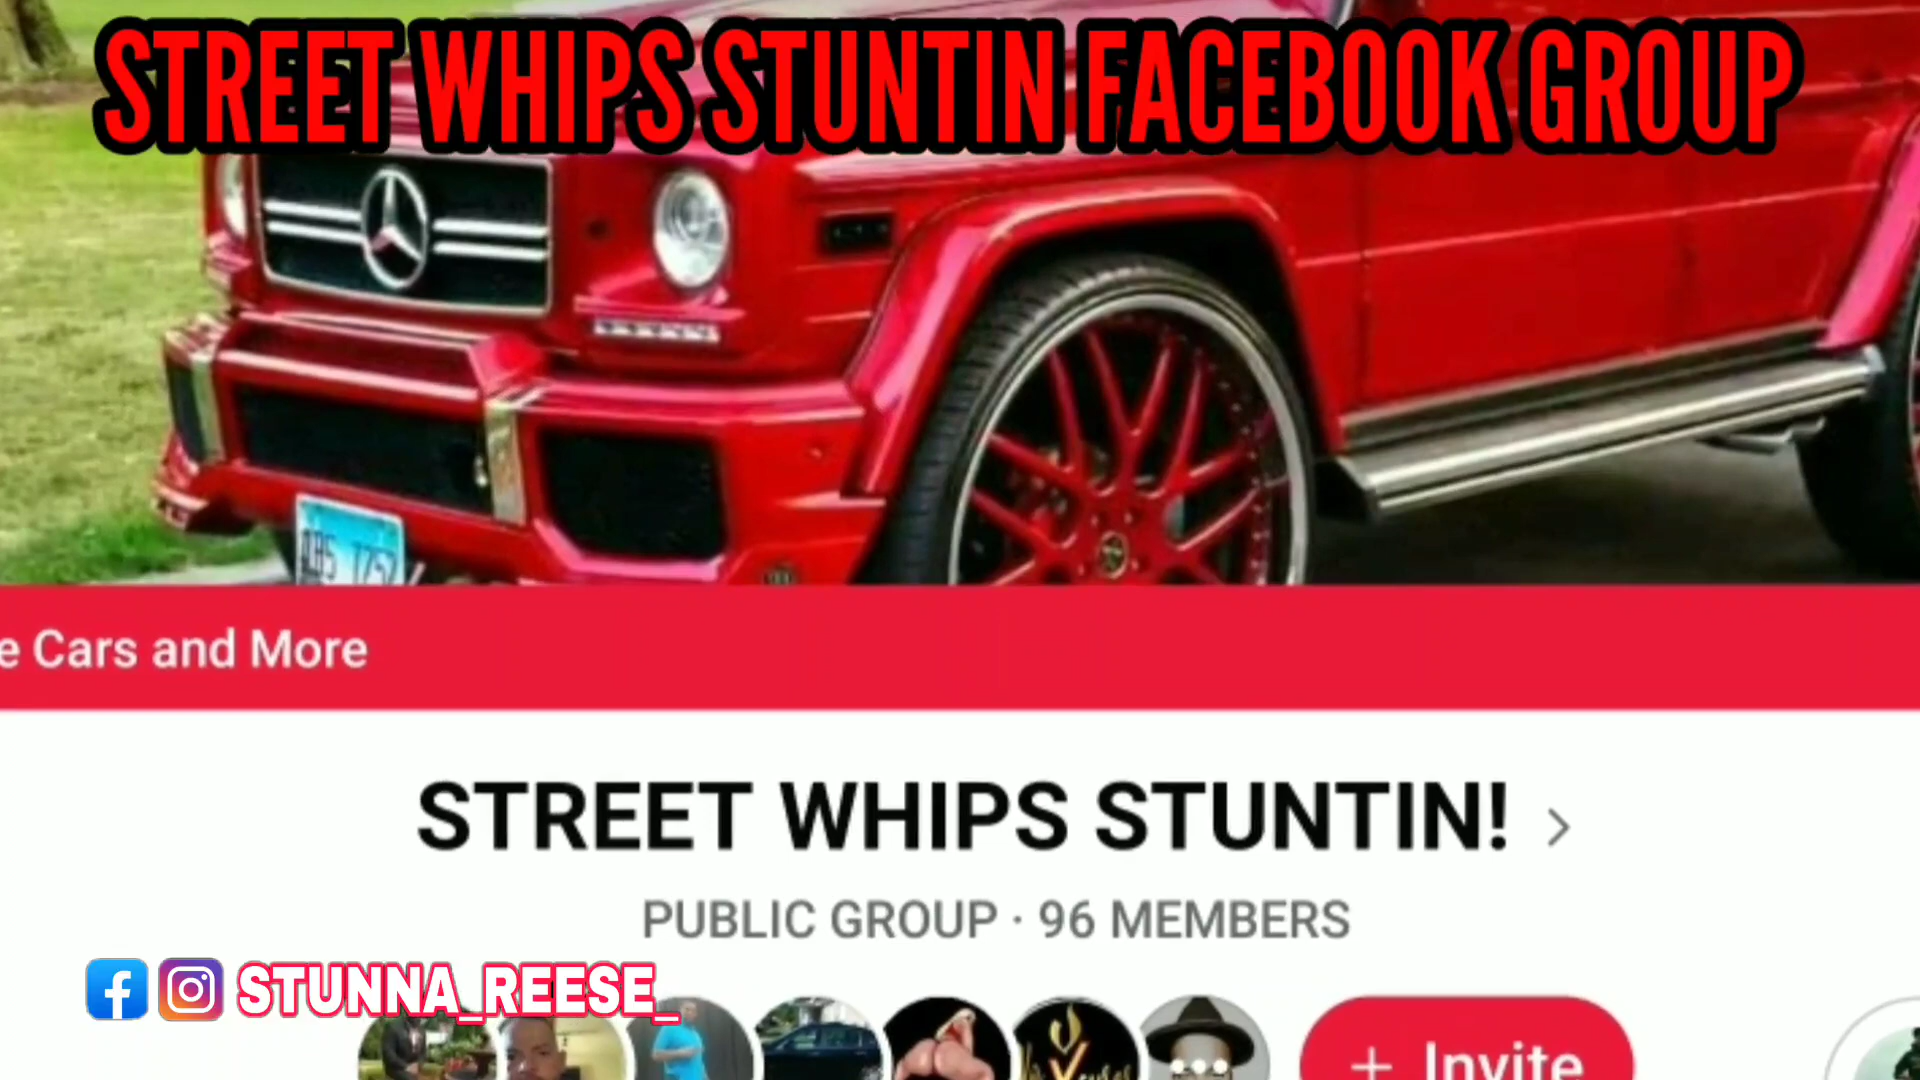 STREET WHIPS STUNTIN FACEBOOK GROUP
e Cars and More
STREET WHIPS STUNTIN!
PUBLIC GROUP · 96 MEMBERS
STUNNA_REESE_
+ Invite